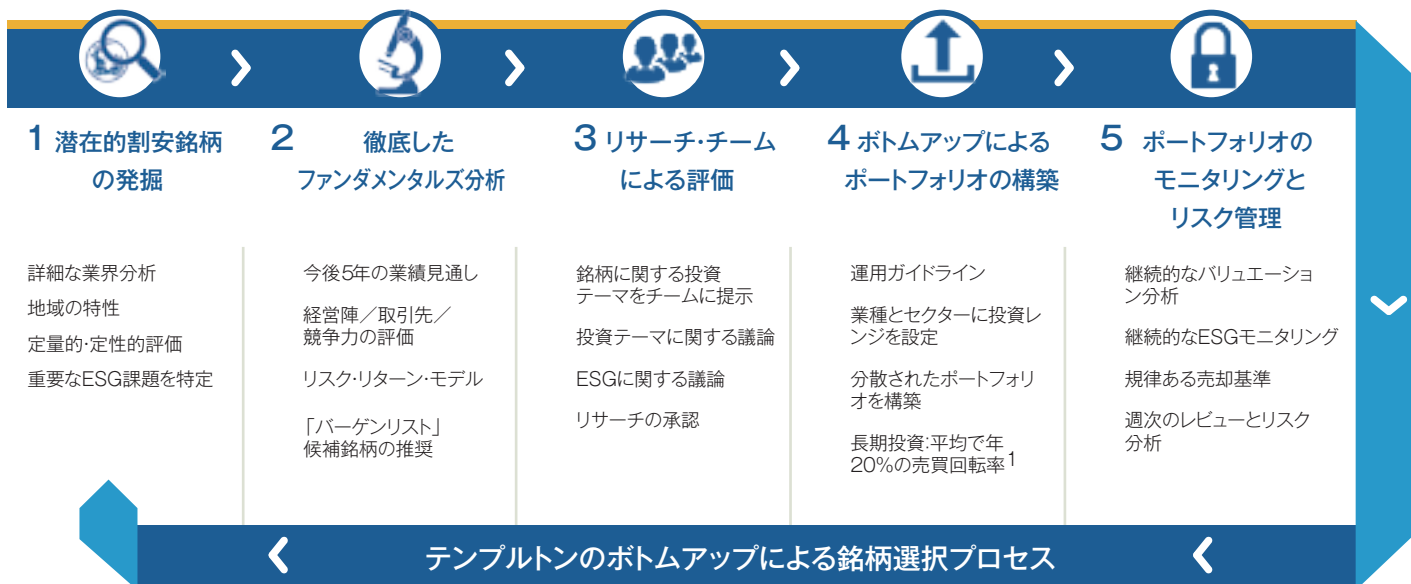 1 潜在的割安銘柄
の発掘
詳細な業界分析
地域の特性
定量的・定性的評価
重要なESG課題を特定
2 徹底した
ファンダメンタルズ分析
今後5年の業績見通し
経営陣／取引先／
競争力の評価
リスク・リターン・モデル
「バーゲンリスト」
候補銘柄の推奨
3 リサーチ・チーム
による評価
銘柄に関する投資
テーマをチームに提示
投資テーマに関する議論
ESGに関する議論
リサーチの承認
4 ボトムアップによる
ポートフォリオの構築
運用ガイドライン
業種とセクターに投資レ
ンジを設定
分散されたポートフォリ
オを構築
長期投資:平均で年
20%の売買回転率1
5 ポートフォリオの
モニタリングと
リスク管理
継続的なバリュエーショ
ン分析
継続的なESGモニタリング
規律ある売却基準
週次のレビューとリスク
分析
テンプルトンのボトムアップによる銘柄選択プロセス